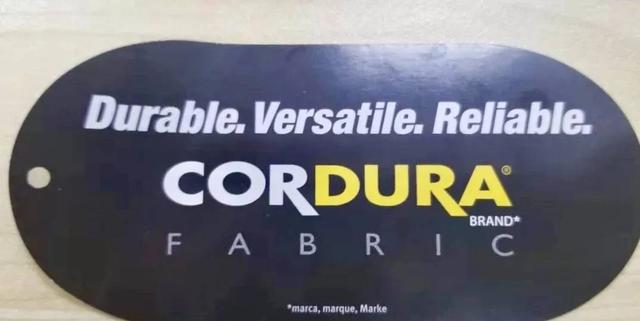 Durable. Versatile. Reliable.
CORDURA®
BRAND*
FABRIC
*marca, marque, Marke